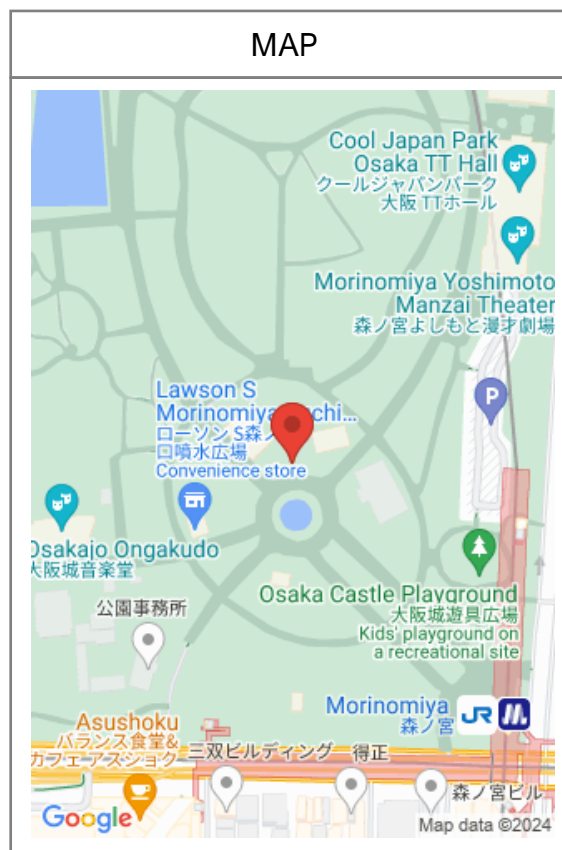 MAP
Cool Japan Park
Osaka TT Hall
クールジャパンパーク
大阪 TTホール
Morinomiya Yoshimoto
Manzai Theater
森ノ宮よしもと漫才劇場
P
Lawson S
Morinomiya
chi...
ローソン S森ノ
口噴水広場
Convenience store
Osakajo Ongakudo
大阪城音楽堂
Osaka Castle Playground
大阪城遊具広場
Kids' playground on
a recreational site
公園事務所
Morinomiya
森ノ宮
JR
Asushoku
バランス食堂&
カフェアスショク
三双ビルディング
得正
森ノ宮ビル
Google
Map data ©2024